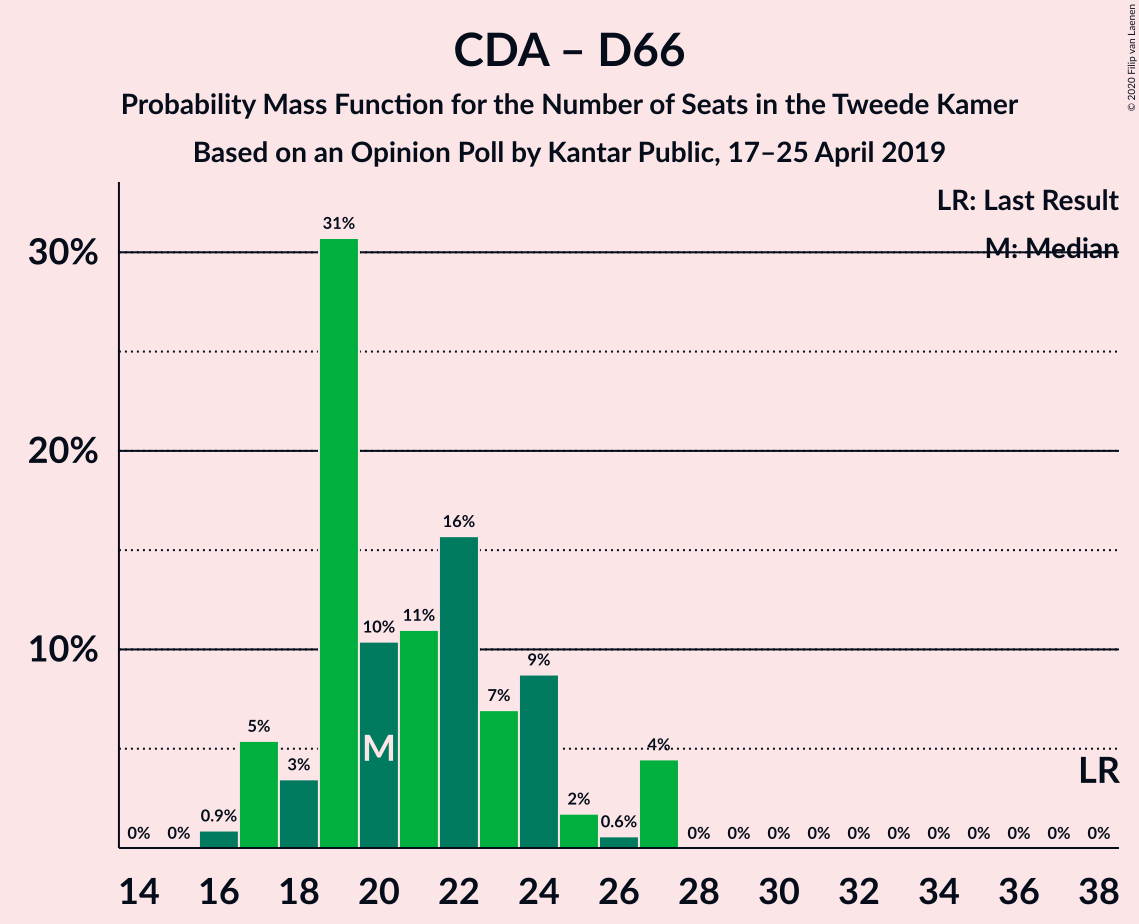 CDA – D66
Probability Mass Function for the Number of Seats in the Tweede Kamer
Based on an Opinion Poll by Kantar Public, 17–25 April 2019
© 2020 Filip van Laenen
LR: Last Result
M: Median
30%
20%
10%
0% 0% 0.9% 5% 3% 31% 10% 11% 16% 7% 9% 2% 0.6% 4% 0% 0% 0% 0% 0% 0% 0% 0% 0% 0% 0%
M
LR
14 16 18 20 22 24 26 28 30 32 34 36 38